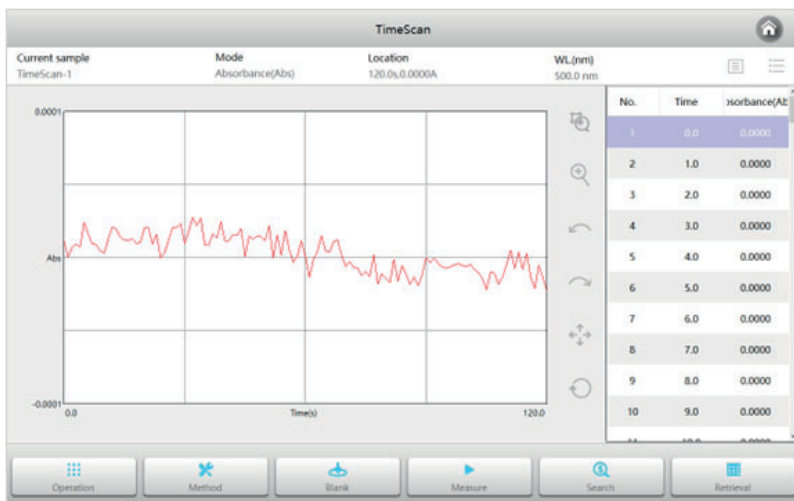 TimeScan
Current sample Mode Location WL.(nm)
TimeScan-1 Absorbance(Abs) 120.0s,0.0000A 500.0 nm
No. Time bsorbance(Ab
0.0001
1 0.0 0.0000
2 1.0 0.0000
3 2.0 0.0000
4 3.0 0.0000
Abs
5 4.0 0.0000
6 5.0 0.0000
7 6.0 0.0000
8 7.0 0.0000
9 8.0 0.0000
-0.0001
0.0 Time(s) 120.0
10 9.0 0.0000
Operation Method Blank Measure Search Retrieval